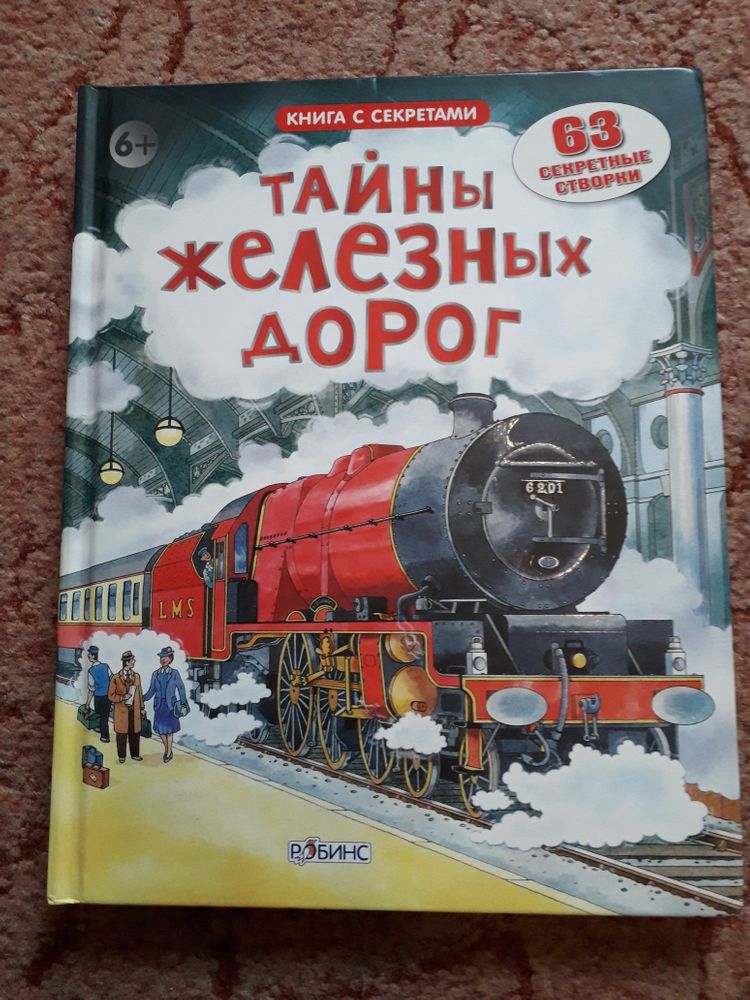 КНИГА С СЕКРЕТАМИ
6+
63
СЕКРЕТНЫЕ
СТВОРКИ
ТАЙНЫ
ЖЕЛЕЗНЫХ
ДОРОГ
6201
LMS
РОБИНС